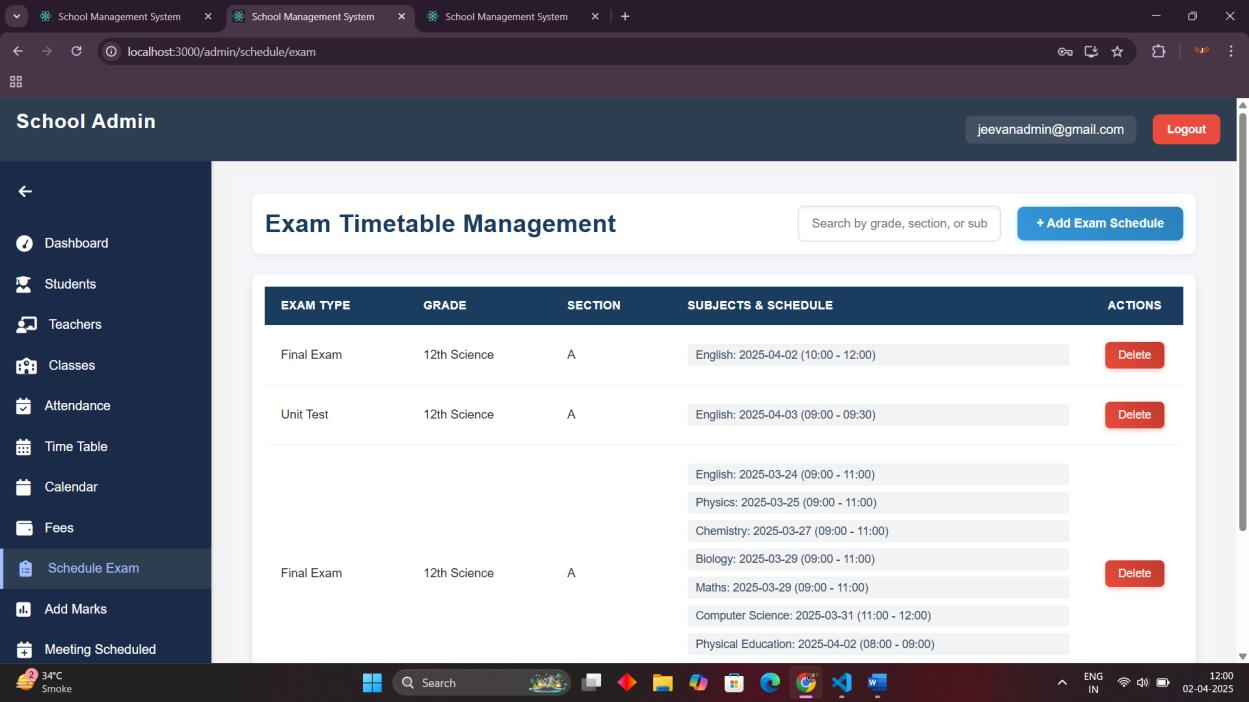 School Management System
School Management System
School Management System
localhost:3000/admin/schedule/exam
School Admin
jeevanadmin@gmail.com
Logout
Dashboard
Students
Teachers
Classes
Attendance
Time Table
Calendar
Fees
Schedule Exam
Add Marks
Meeting Scheduled
Exam Timetable Management
Search by grade, section, or sub
+ Add Exam Schedule
EXAM TYPE GRADE SECTION SUBJECTS & SCHEDULE ACTIONS
Final Exam 12th Science A English: 2025-04-02 (10:00 - 12:00) Delete
Unit Test 12th Science A English: 2025-04-03 (09:00 - 09:30) Delete
English: 2025-03-24 (09:00 - 11:00)
Physics: 2025-03-25 (09:00 - 11:00)
Chemistry: 2025-03-27 (09:00 - 11:00)
Biology: 2025-03-29 (09:00 - 11:00)
Final Exam 12th Science A Delete
Maths: 2025-03-29 (09:00 - 11:00)
Computer Science: 2025-03-31 (11:00 - 12:00)
Physical Education: 2025-04-02 (08:00 - 09:00)
2
34°C
Smoke
Search
ENG
IN
12:00
02-04-2025